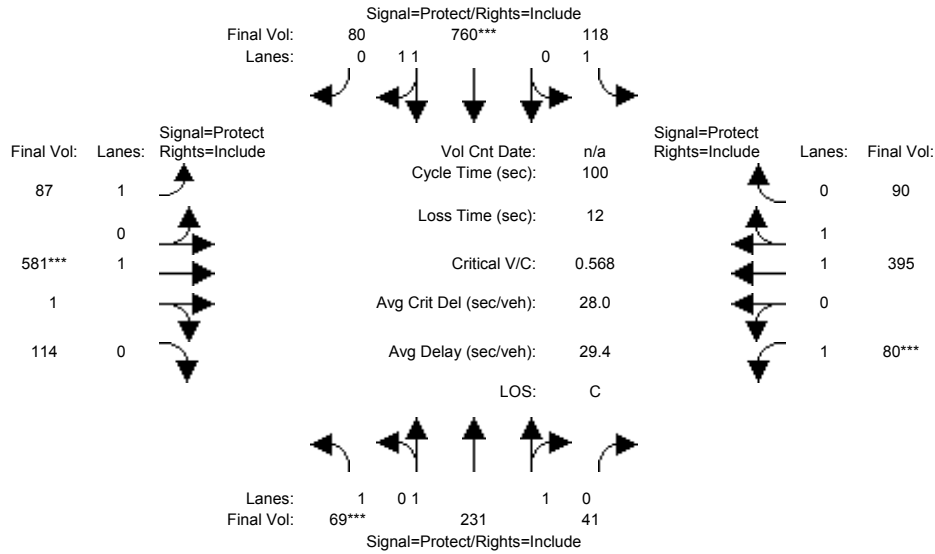 Signal=Protect/Rights=Include
Final Vol: 80 760*** 118
Lanes: 0 1 1 0 1
Signal=Protect
Final Vol: Lanes: Rights=Include
Vol Cnt Date: n/a
Signal=Protect
Rights=Include Lanes: Final Vol:
Cycle Time (sec): 100
87 1
0 90
Loss Time (sec): 12
0
1
581*** 1
Critical V/C: 0.568
1 395
1
Avg Crit Del (sec/veh): 28.0
0
114 0
Avg Delay (sec/veh): 29.4
1 80***
LOS: C
Lanes: 1 0 1 1 0
Final Vol: 69*** 231 41
Signal=Protect/Rights=Include